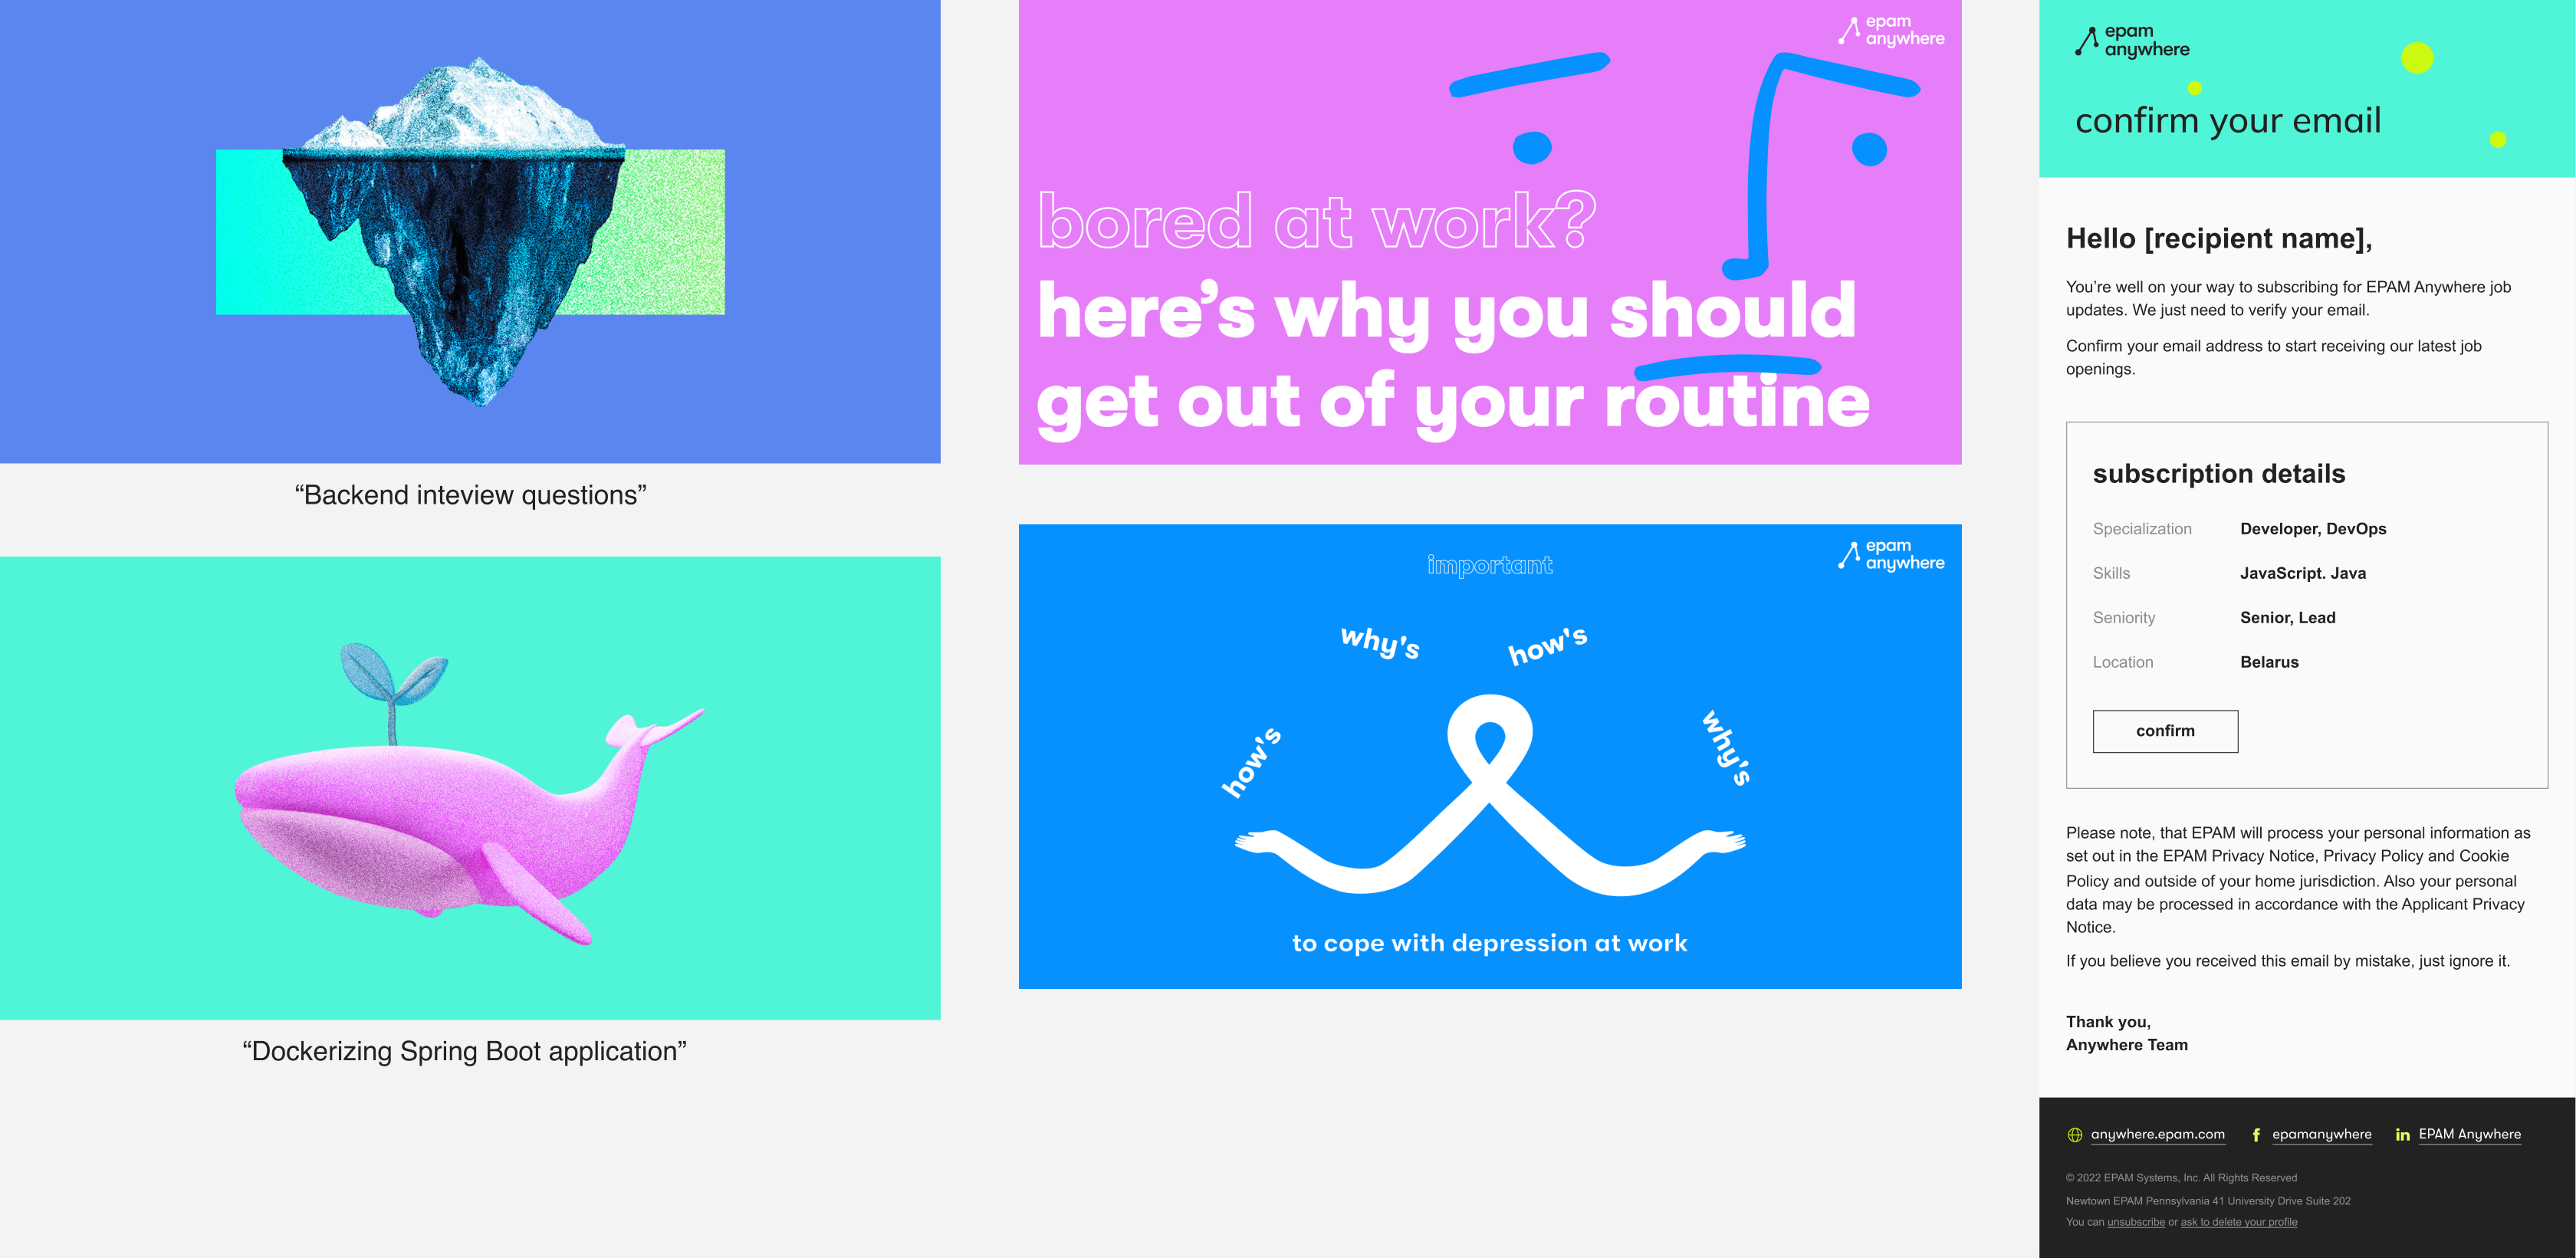 “Backend inteview questions”
“Dockerizing Spring Boot application”
epam
anywhere
bored at work?
here’s why you should
get out of your routine
epam
anywhere
important
why's
how's
how's
why's
to cope with depression at work
epam
anywhere
confirm your email
Hello [recipient name],
You’re well on your way to subscribing for EPAM Anywhere job
updates. We just need to verify your email.
Confirm your email address to start receiving our latest job
openings.
subscription details
Specialization Developer, DevOps
Skills JavaScript. Java
Seniority Senior, Lead
Location Belarus
confirm
Please note, that EPAM will process your personal information as
set out in the EPAM Privacy Notice, Privacy Policy and Cookie
Policy and outside of your home jurisdiction. Also your personal
data may be processed in accordance with the Applicant Privacy
Notice.
If you believe you received this email by mistake, just ignore it.
Thank you,
Anywhere Team
anywhere.epam.com epamanywhere EPAM Anywhere
© 2022 EPAM Systems, Inc. All Rights Reserved
Newtown EPAM Pennsylvania 41 University Drive Suite 202
You can unsubscribe or ask to delete your profile